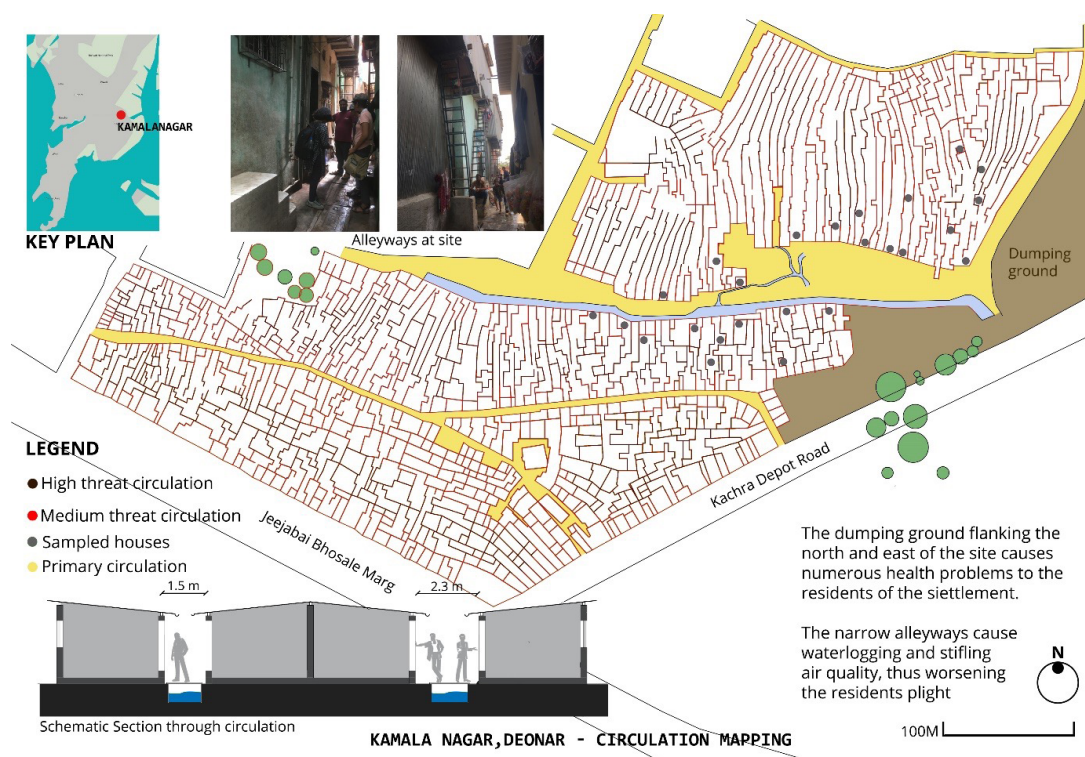 KAMALANAGAR
KEY PLAN
Alleyways at site
Dumping
ground
LEGEND
High threat circulation
Medium threat circulation
Sampled houses
Primary circulation
Jeejabai Bhosale Marg
Kachra Depot Road
1.5 m
2.3 m
Schematic Section through circulation
The dumping ground flanking the
north and east of the site causes
numerous health problems to the
residents of the siettlement.
The narrow alleyways cause
waterlogging and stifling
air quality, thus worsening
the residents plight
N
100M
KAMALA NAGAR,DEONAR - CIRCULATION MAPPING